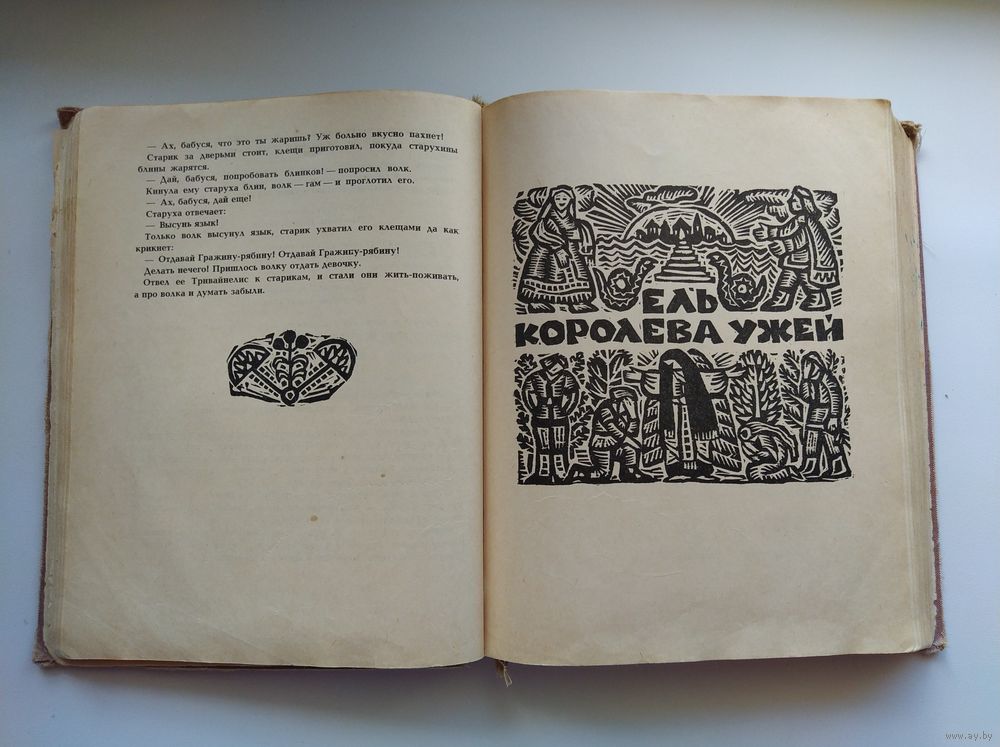 — Ах, бабуся, что это ты жаришь? Уж больно вкусно пахнет!
Старик за дверьми стоит, клещи приготовил, покуда старухины
блины жарятся.
— Дай, бабуся, попробовать блинков! — попросил волк.
Кинула ему старуха блин, волк — гам — и проглотил его.
— Ах, бабуся, дай еще!
Старуха отвечает:
— Высунь язык!
Только волк высунул язык, старик ухватил его клещами да как
крикнет:
— Отдавай Гражину-рябину! Отдавай Гражину-рябину!
Делать нечего! Пришлось волку отдать девочку.
Отвел ее Тривайнелис к старикам, и стали они жить-поживать,
а про волка и думать забыли.
ЕЛЬ
КОРОЛЕВА УЖЕЙ
www.ay.by